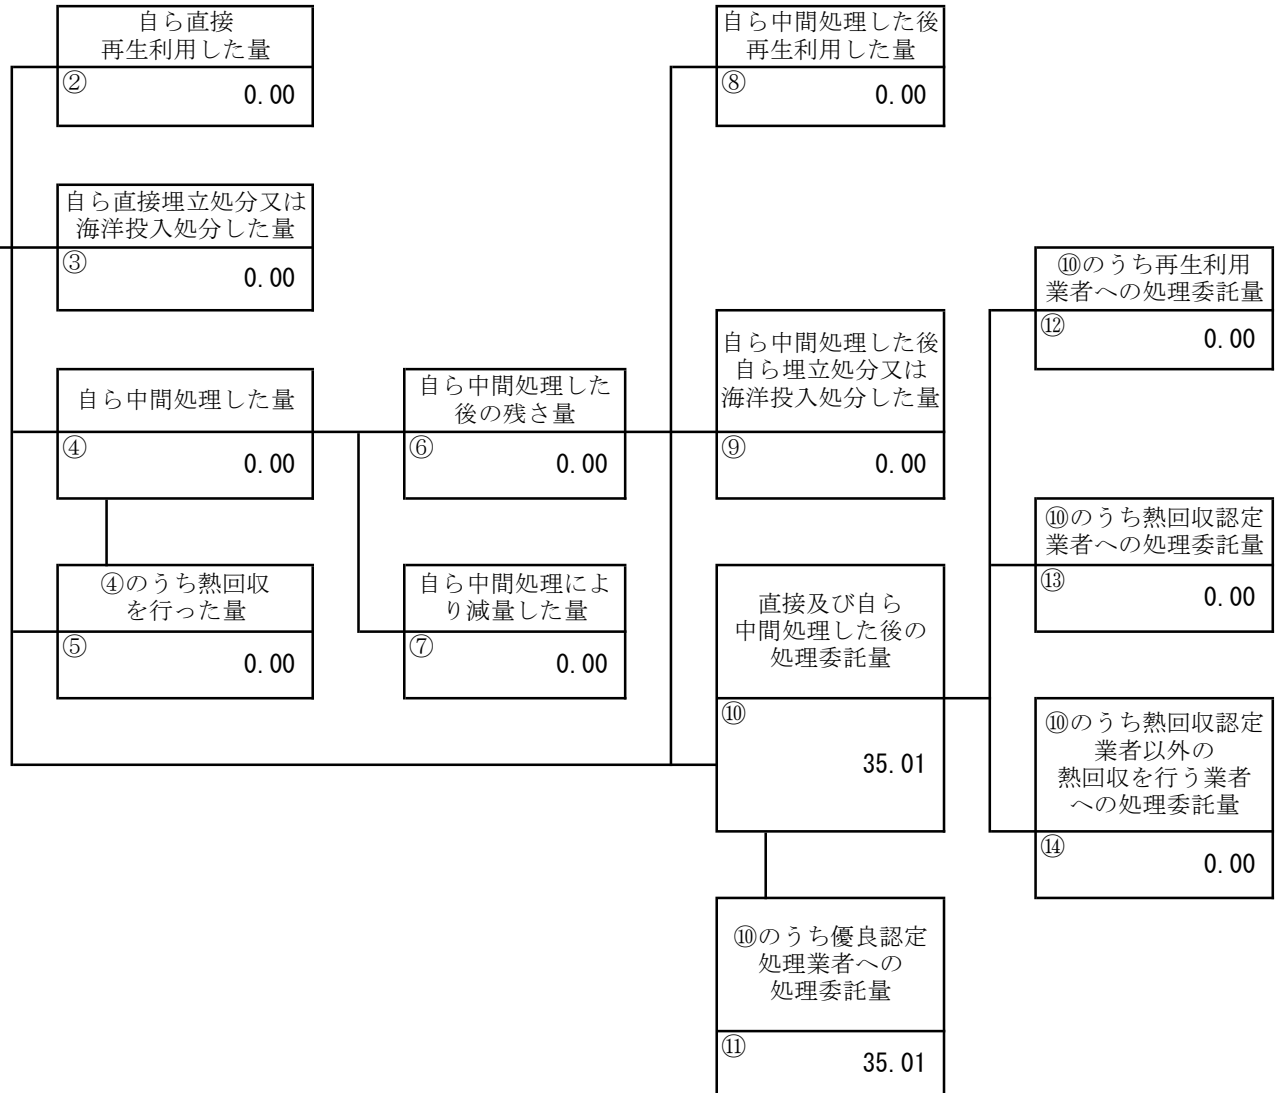 自ら直接
再生利用した量
②
0.00
自ら直接埋立処分又は
海洋投入処分した量
③
0.00
自ら中間処理した量
④
0.00
④のうち熱回収
を行った量
⑤
0.00
自ら中間処理した
後の残さ量
⑥
0.00
自ら中間処理によ
り減量した量
⑦
0.00
自ら中間処理した後
再生利用した量
⑧
0.00
自ら中間処理した後
自ら埋立処分又は
海洋投入処分した量
⑨
0.00
直接及び自ら
中間処理した後の
処理委託量
⑩
35.01
⑩のうち優良認定
処理業者への
処理委託量
⑪
35.01
⑩のうち再生利用
業者への処理委託量
⑫
0.00
⑩のうち熱回収認定
業者への処理委託量
⑬
0.00
⑩のうち熱回収認定
業者以外の
熱回収を行う業者
への処理委託量
⑭
0.00